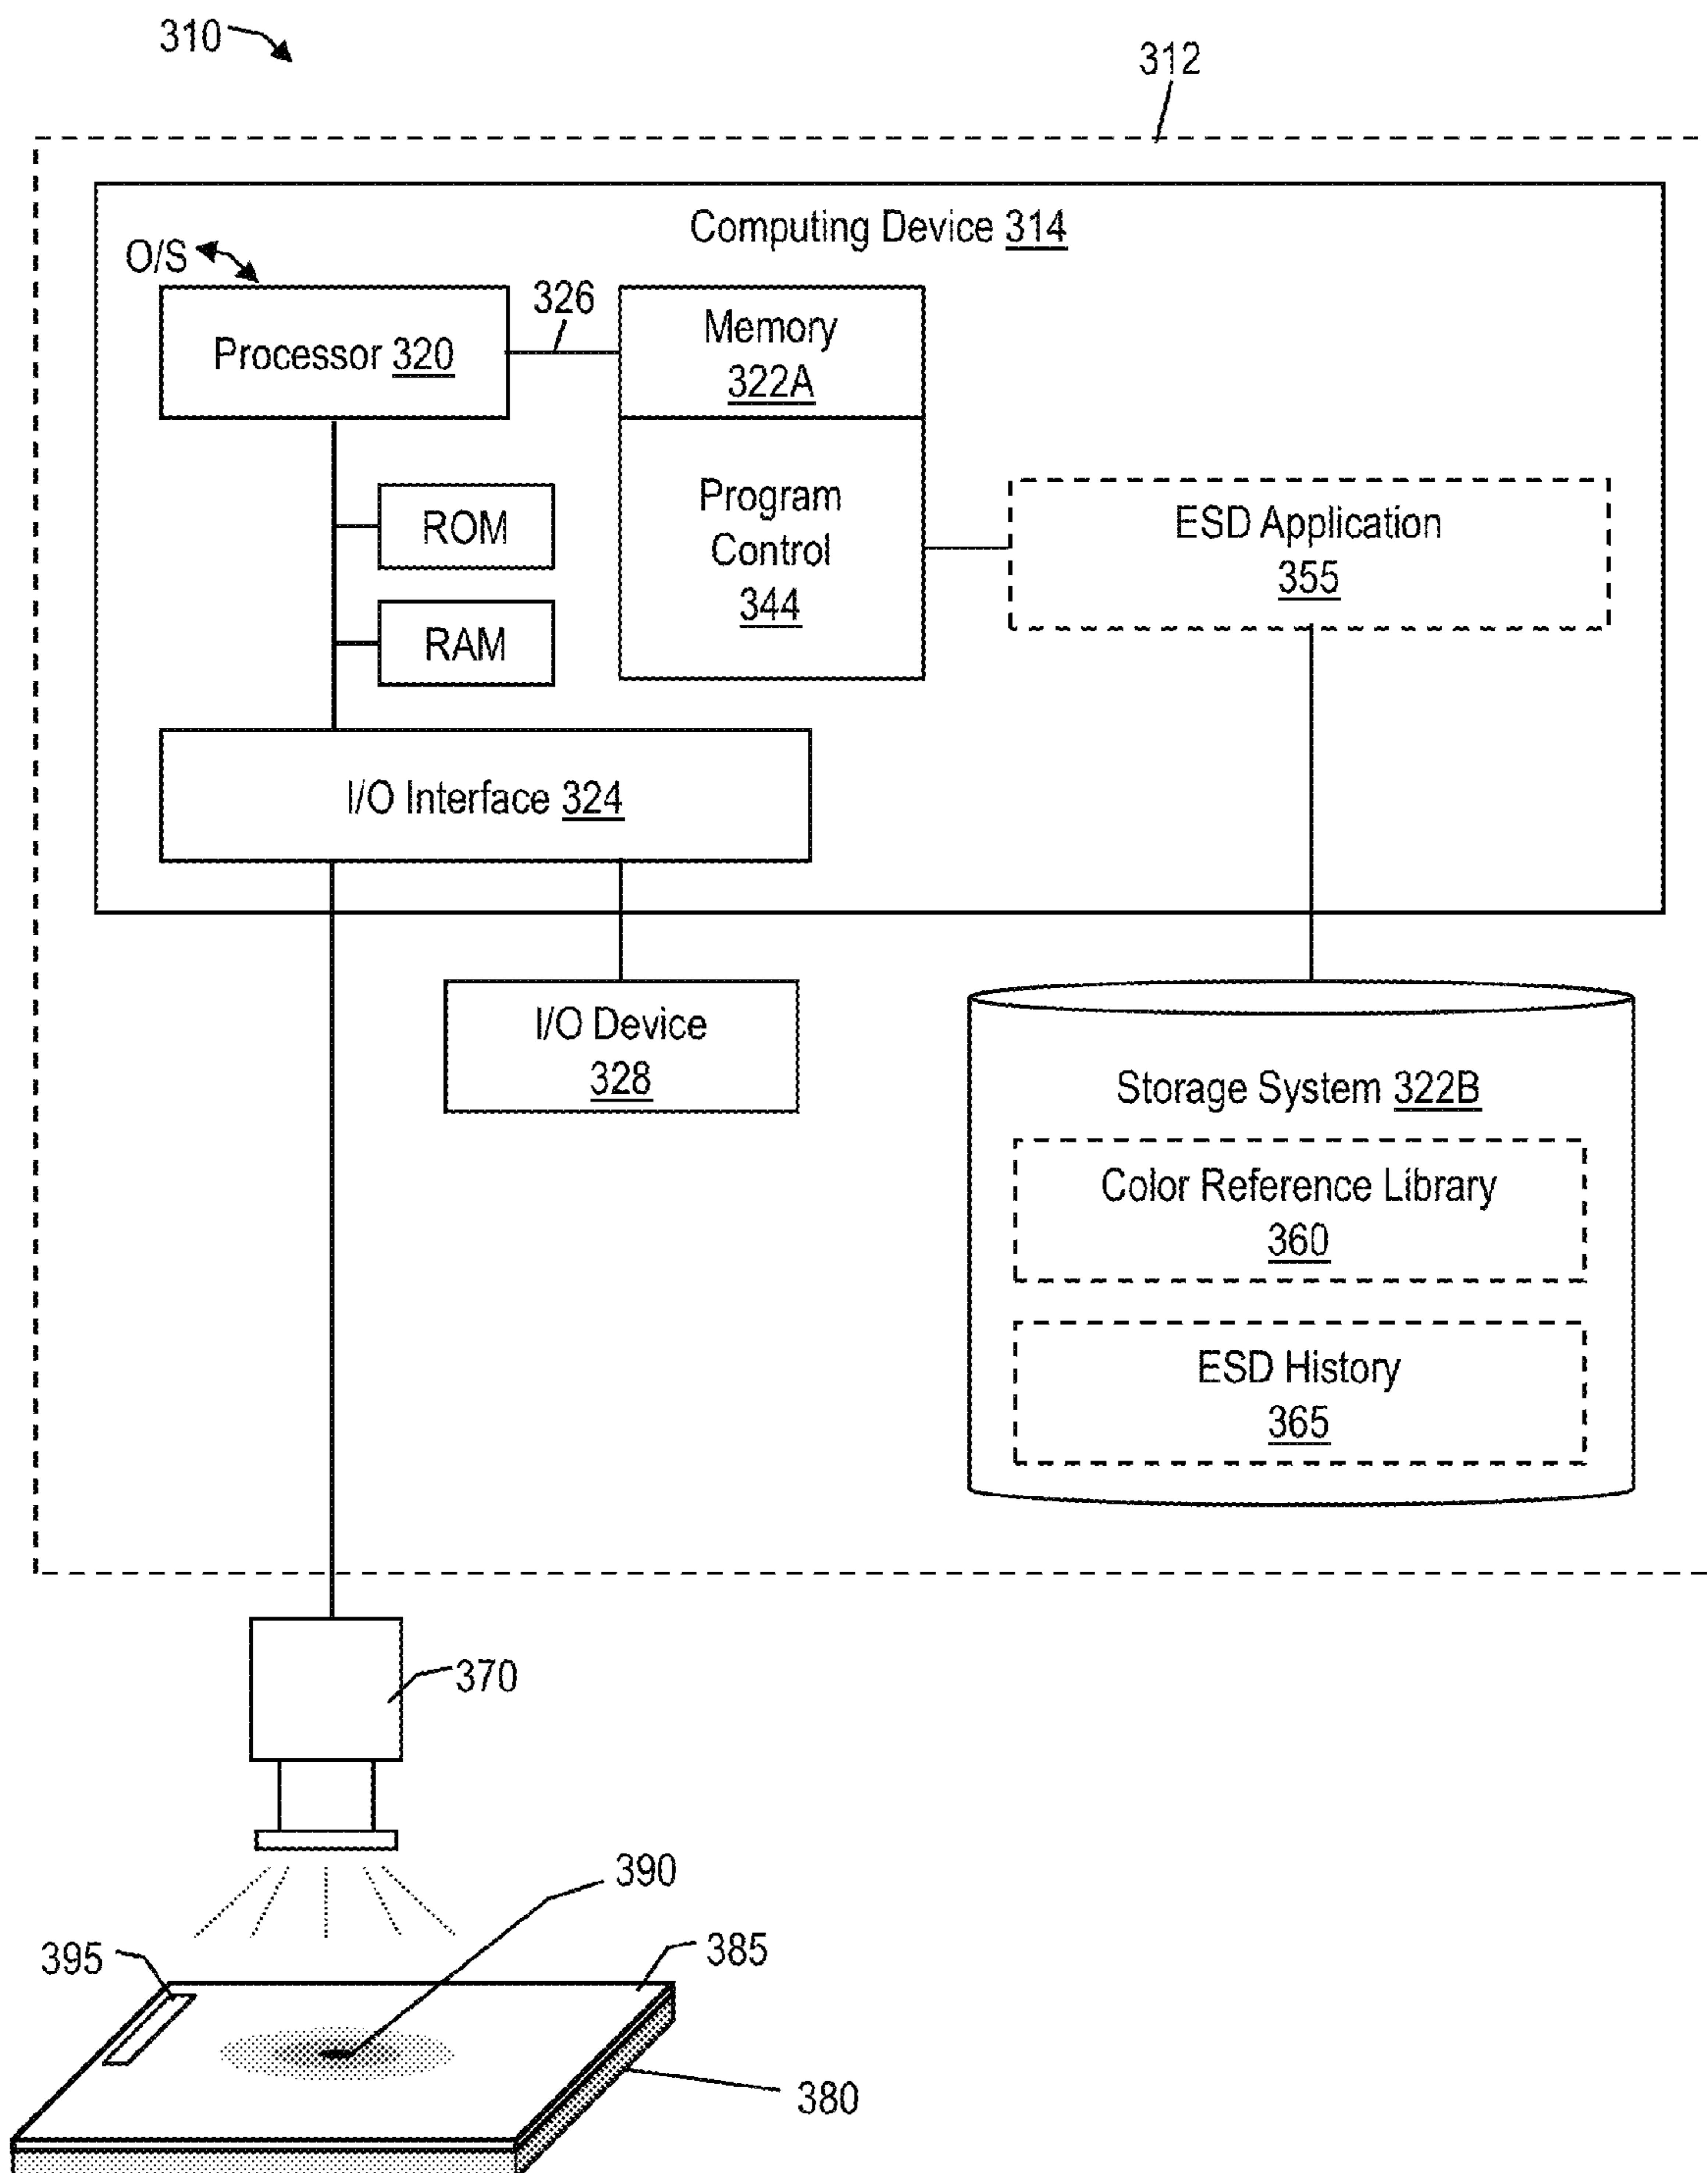 310
312
Computing Device 314
O/S
Processor 320
326
Memory
322A
Program
Control
344
ROM
RAM
ESD Application
355
I/O Interface 324
I/O Device
328
Storage System 322B
Color Reference Library
360
ESD History
365
370
390
395
385
380